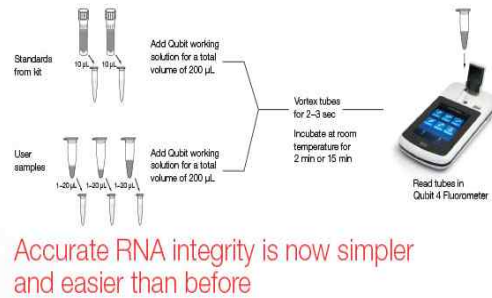 Standards
from kit
10 µL
10 µL
Add Qubit working
solution for a total
volume of 200 µL
User
samples
1–20 µL
1–20 µL
1–20 µL
Add Qubit working
solution for a total
volume of 200 µL
Vortex tubes
for 2–3 sec
Incubate at room
temperature for
2 min or 15 min
Read tubes in
Qubit 4 Fluorometer
Accurate RNA integrity is now simpler
and easier than before